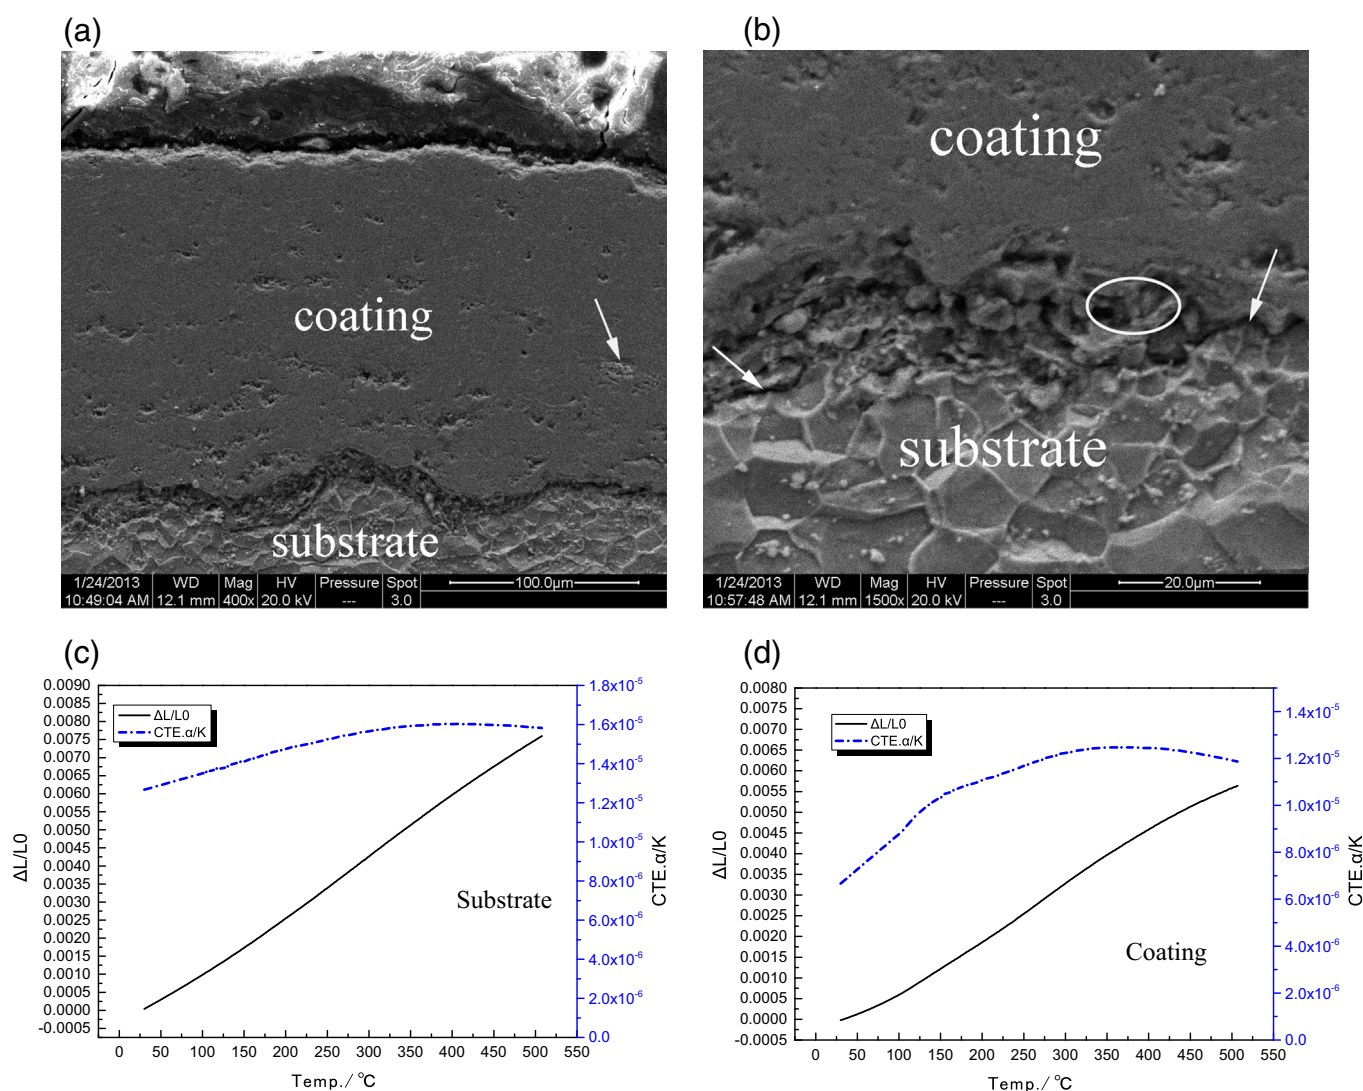 (a)
coating
substrate
1/24/2013 WD Mag HV Pressure Spot
10:49:04 AM 12.1 mm 400x 20.0 kV --- 3.0 100.0µm
(b)
coating
substrate
1/24/2013 WD Mag HV Pressure Spot
10:57:48 AM 12.1 mm 1500x 20.0 kV --- 3.0 20.0µm
(c)
ΔL/L0
CTE.α/K
Substrate
0.0090
0.0085
0.0080
0.0075
0.0070
0.0065
0.0060
0.0055
0.0050
0.0045
0.0040
0.0035
0.0030
0.0025
0.0020
0.0015
0.0010
0.0005
0.0000
-0.0005
ΔL/L0
1.8x10⁻⁵
1.6x10⁻⁵
1.4x10⁻⁵
1.2x10⁻⁵
1.0x10⁻⁵
8.0x10⁻⁶
6.0x10⁻⁶
4.0x10⁻⁶
2.0x10⁻⁶
0.0
CTE.α/K
0 50 100 150 200 250 300 350 400 450 500 550
Temp./ °C
(d)
ΔL/L0
CTE.α/K
Coating
0.0080
0.0075
0.0070
0.0065
0.0060
0.0055
0.0050
0.0045
0.0040
0.0035
0.0030
0.0025
0.0020
0.0015
0.0010
0.0005
0.0000
-0.0005
ΔL/L0
1.4x10⁻⁵
1.2x10⁻⁵
1.0x10⁻⁵
8.0x10⁻⁶
6.0x10⁻⁶
4.0x10⁻⁶
2.0x10⁻⁶
0.0
CTE.α/K
0 50 100 150 200 250 300 350 400 450 500 550
Temp./ °C